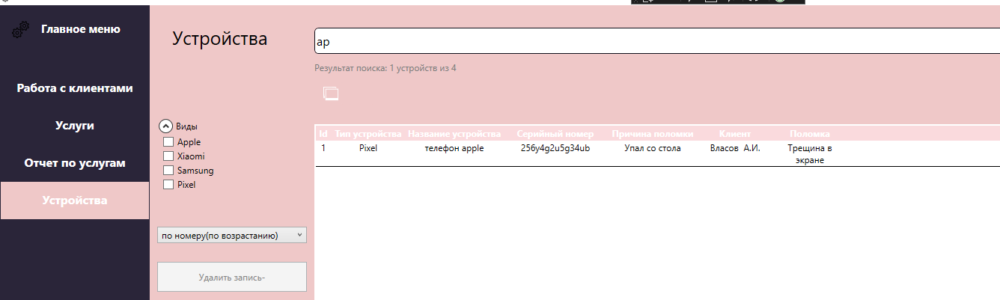 Главное меню
Работа с клиентами
Услуги
Отчет по услугам
Устройства
Устройства
ар
Результат поиска: 1 устройств из 4
Виды
Apple
Xiaomi
Samsung
Pixel
по номеру(по возрастанию)
Удалить запись-
Id Тип устройства Название устройства Серийный номер Причина поломки Клиент Поломка
1 Pixel телефон apple 256y4g2u5g34ub Упал со стола Власов А.И. Трещина в
экране